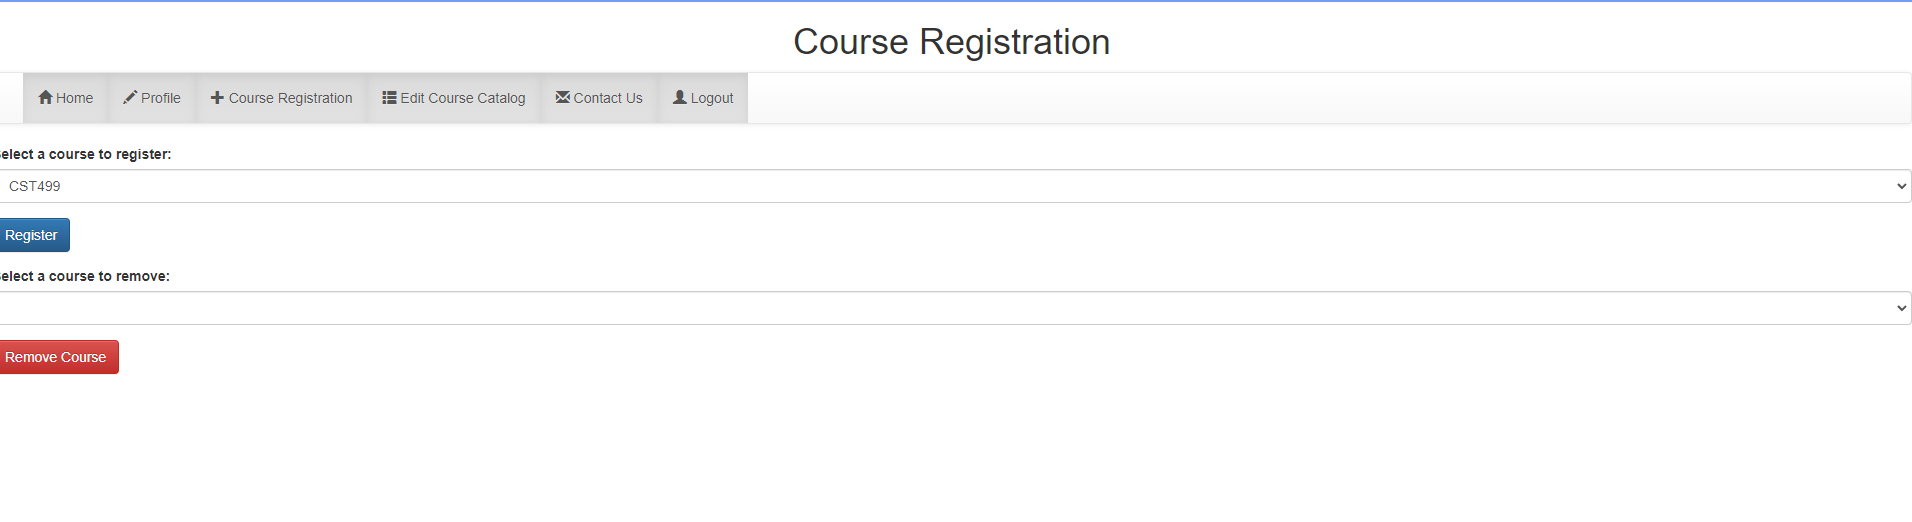 Course Registration
Home Profile Course Registration Edit Course Catalog Contact Us Logout
elect a course to register:
CST499
Register
elect a course to remove:
Remove Course